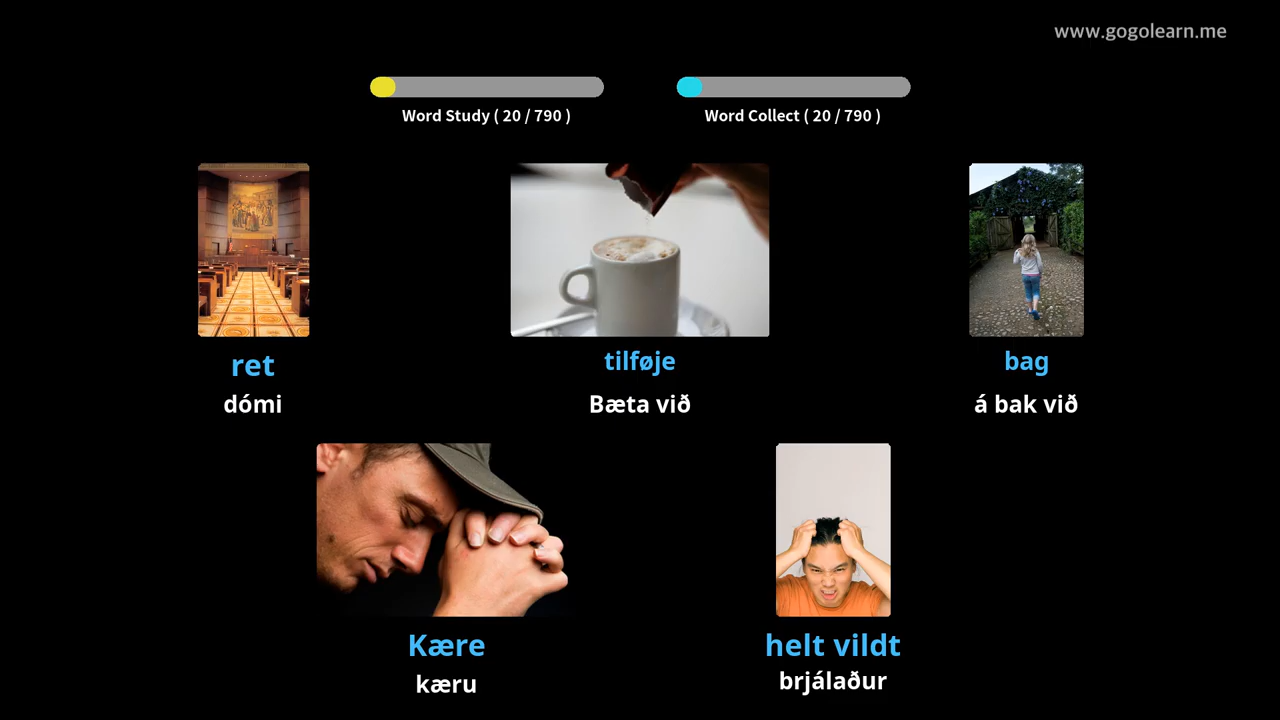 www.gogolearn.me
Word Study ( 20 / 790 )
Word Collect ( 20 / 790 )
ret
dómi
tilføje
Bæta við
bag
á bak við
Kære
kæru
helt vildt
brjálaður